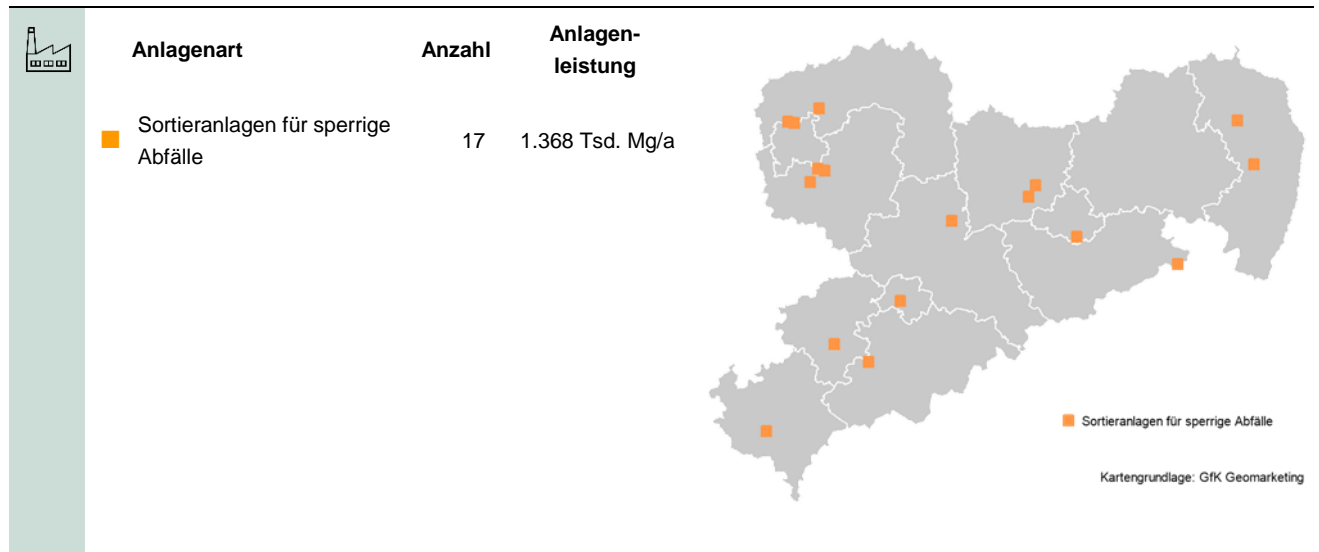 Anlagenart Anzahl Anlagen-
leistung
Sortieranlagen für sperrige
Abfälle 17 1.368 Tsd. Mg/a
Sortieranlagen für sperrige Abfälle
Kartengrundlage: GfK Geomarketing